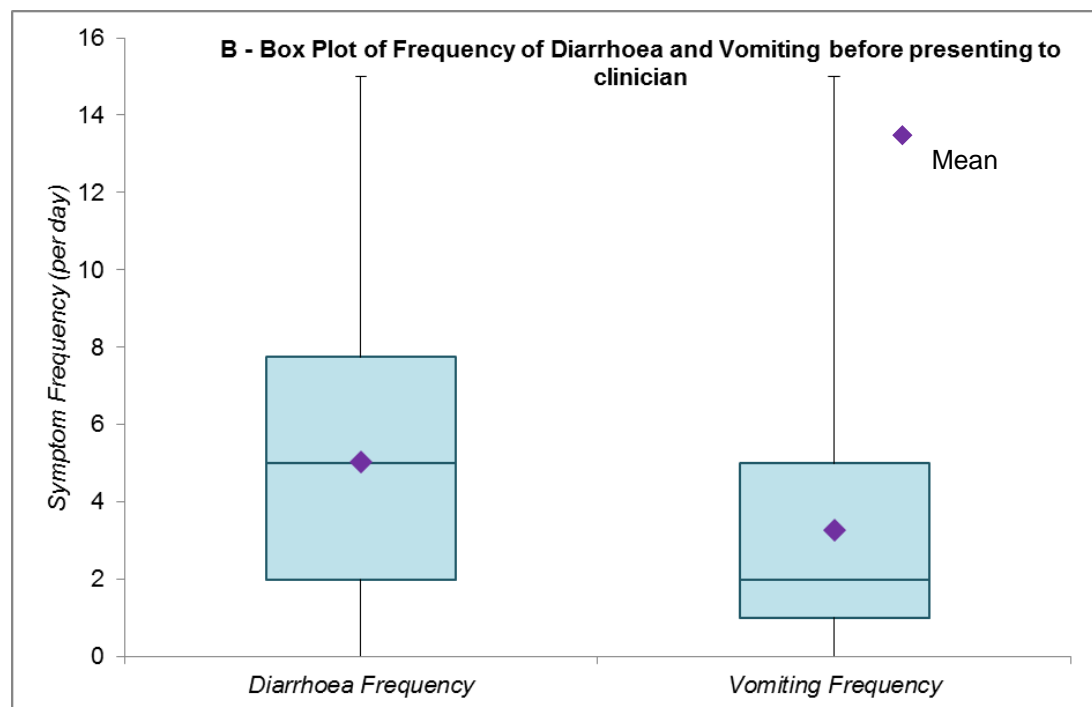 B - Box Plot of Frequency of Diarrhoea and Vomiting before presenting to
clinician
Mean
Symptom Frequency (per day)
16
14
12
10
8
6
4
2
0
Diarrhoea Frequency
Vomiting Frequency